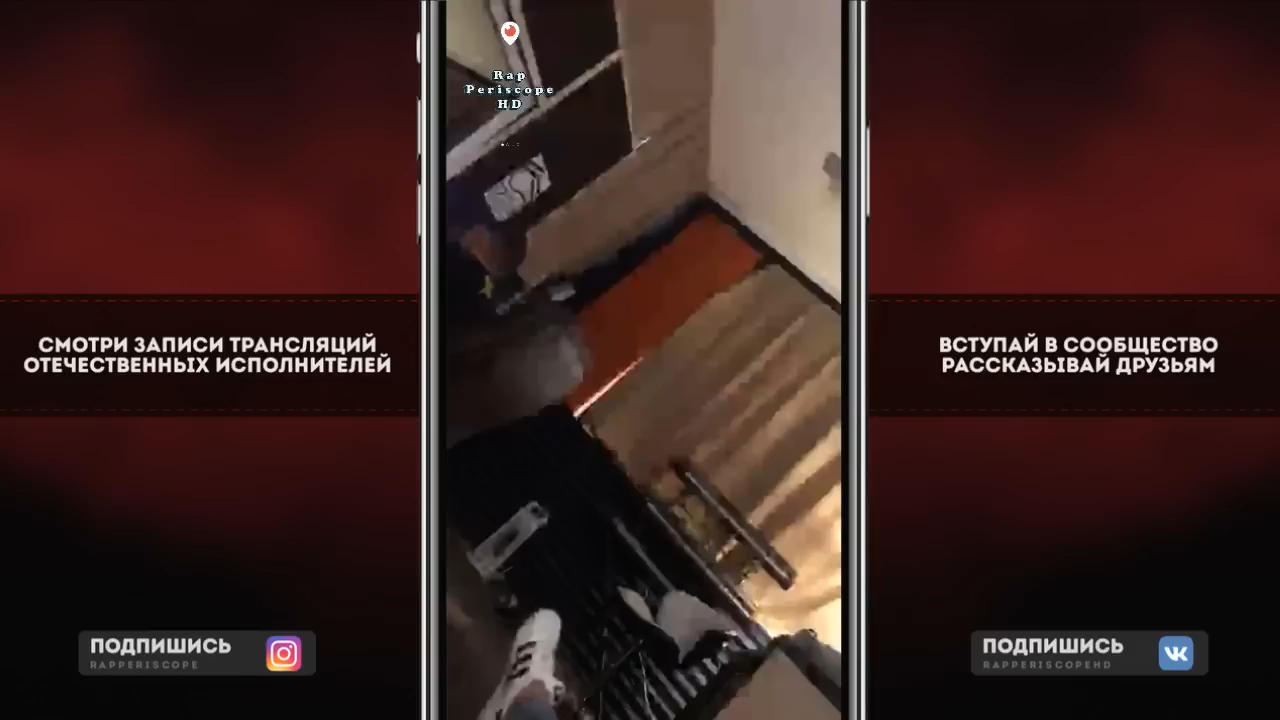 Rap
Periscope
HD
СМОТРИ ЗАПИСИ ТРАНСЛЯЦИЙ
ОТЕЧЕСТВЕННЫХ ИСПОЛНИТЕЛЕЙ
ВСТУПАЙ В СООБЩЕСТВО
РАССКАЗЫВАЙ ДРУЗЬЯМ
ПОДПИШИСЬ
RAPPERISCOPE
ПОДПИШИСЬ
RAPPERISCOPEHD